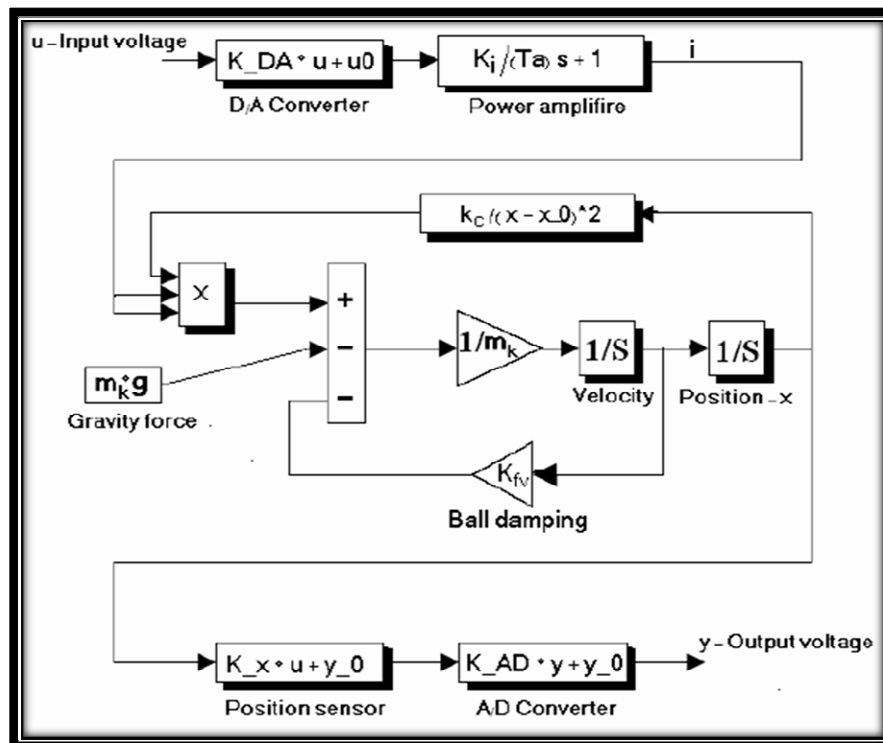 u – Input voltage
K_DA * u + u0
D/A Converter
Ki /(Ta) s + 1
Power amplifire
i
kc /(x – x_0)^2
x
+
–
–
mk*g
Gravity force
1/mk
1/S
Velocity
1/S
Position – x
Kfv
Ball damping
K_x * u + y_0
Position sensor
K_AD * y + y_0
A/D Converter
y – Output voltage